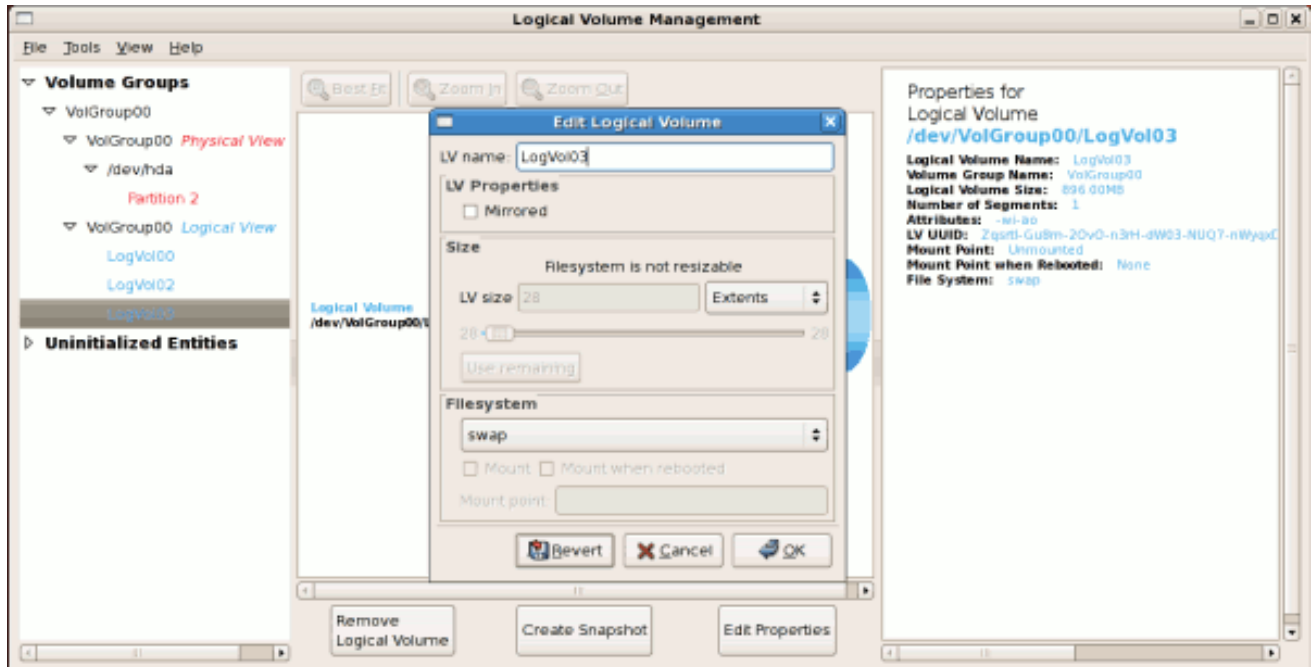 Logical Volume Management
File Tools View Help
Volume Groups
VolGroup00
VolGroup00 Physical View
/dev/hda
Partition 2
VolGroup00 Logical View
LogVol00
LogVol02
Uninitialized Entities
Best Fit Zoom In Zoom Out
Logical Volume
/dev/VolGroup00/L
Edit Logical Volume
LV name: LogVol03
LV Properties
Mirrored
Size
Filesystem is not resizable
LV size 28 Extents
28 28
Use remaining
Filesystem
swap
Mount Mount when rebooted
Mount point:
Revert Cancel OK
Remove
Logical Volume
Create Snapshot
Edit Properties
Properties for
Logical Volume
/dev/VolGroup00/LogVol03
Logical Volume Name: LogVol03
Volume Group Name: VolGroup00
Logical Volume Size: 896.00MB
Number of Segments: 1
Attributes: -wi-ao
LV UUID:
Mount Point: Unmounted
Mount Point when Rebooted: None
File System: swap